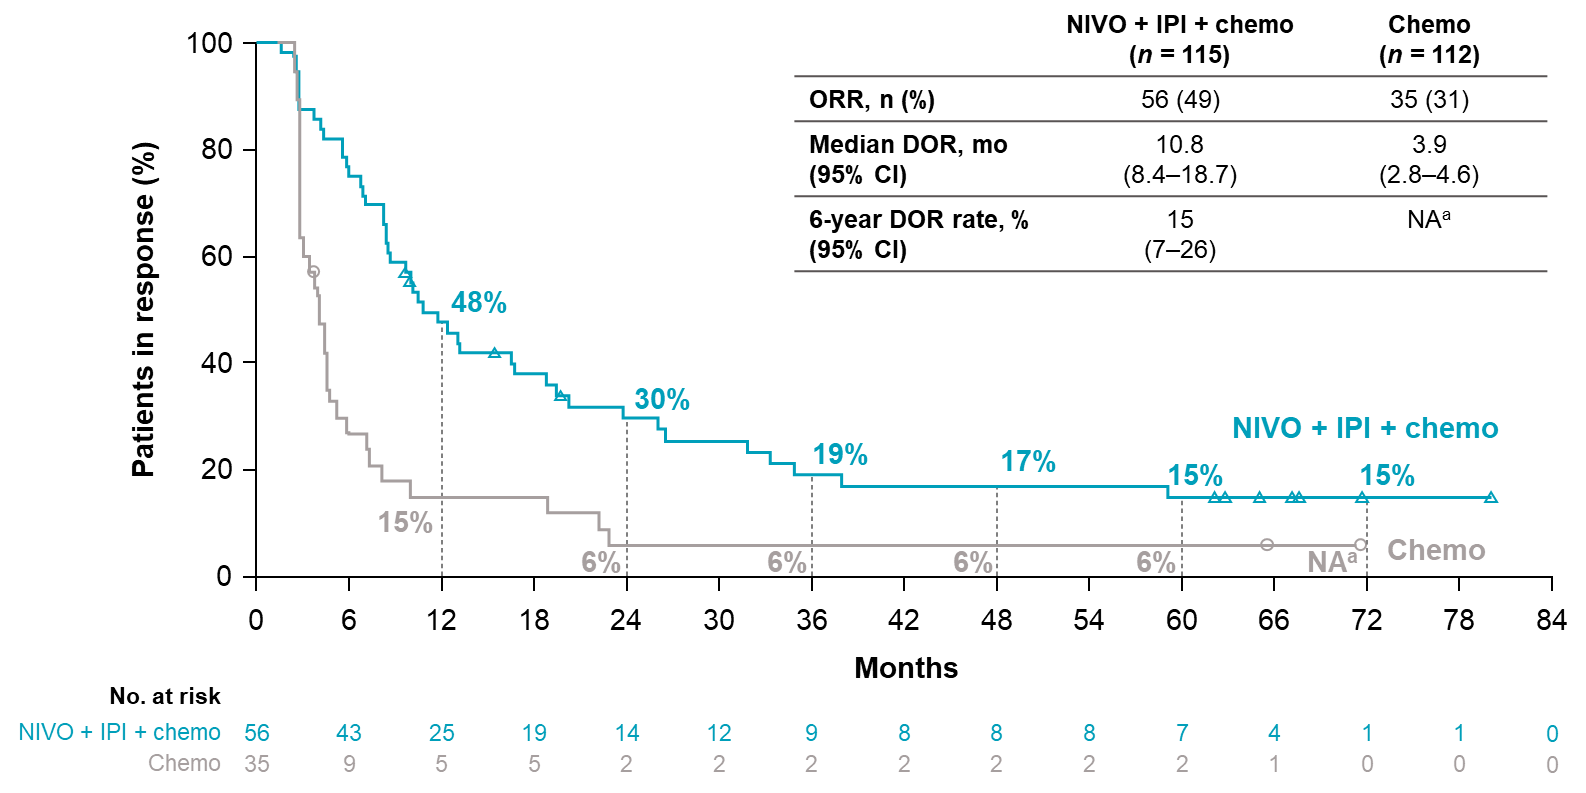 NIVO + IPI + chemo Chemo
(n = 115) (n = 112)
ORR, n (%) 56 (49) 35 (31)
Median DOR, mo 10.8 3.9
(95% CI) (8.4–18.7) (2.8–4.6)
6-year DOR rate, % 15 NAᵃ
(95% CI) (7–26)
Patients in response (%)
100
80
60
40
20
0
48%
30%
19%
17%
15%
15%
NIVO + IPI + chemo
15%
6%
6%
6%
6%
NAᵃ
Chemo
0 6 12 18 24 30 36 42 48 54 60 66 72 78 84
Months
No. at risk
NIVO + IPI + chemo 56 43 25 19 14 12 9 8 8 8 7 4 1 1 0
Chemo 35 9 5 5 2 2 2 2 2 2 2 1 0 0 0